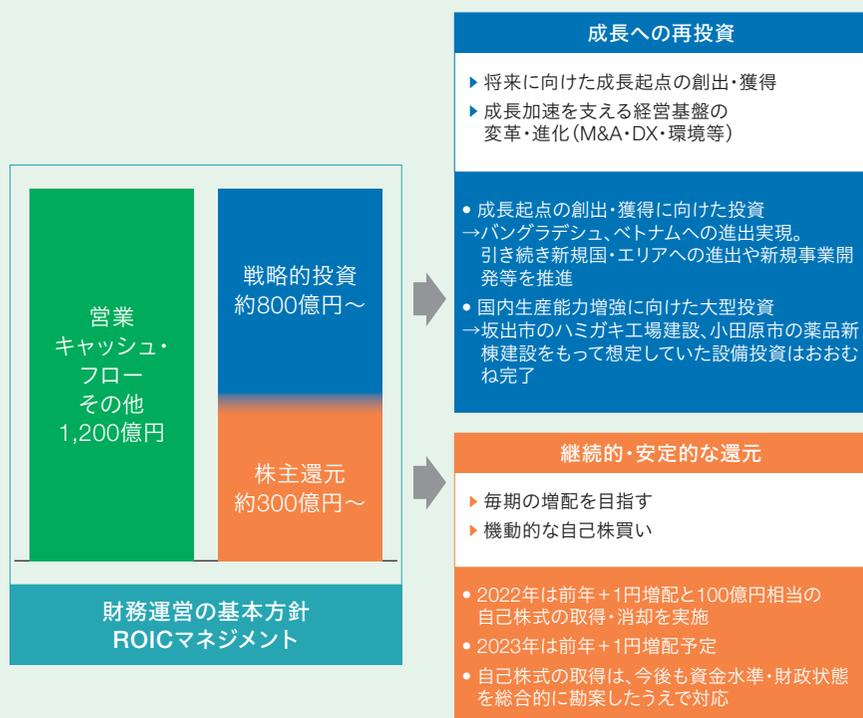 営業
キャッシュ・
フロー
その他
1,200億円
戦略的投資
約800億円～
株主還元
約300億円～
財務運営の基本方針
ROICマネジメント
成長への再投資
▶ 将来に向けた成長起点の創出・獲得
▶ 成長加速を支える経営基盤の
変革・進化（M&A・DX・環境等）
● 成長起点の創出・獲得に向けた投資
→バングラデシュ、ベトナムへの進出実現。
引き続き新規国・エリアへの進出や新規事業開
発等を推進
● 国内生産能力増強に向けた大型投資
→坂出市のハミガキ工場建設、小田原市の薬品新
棟建設をもって想定していた設備投資はおおむ
ね完了
継続的・安定的な還元
▶ 毎期の増配を目指す
▶ 機動的な自己株買い
● 2022年は前年＋1円増配と100億円相当の
自己株式の取得・消却を実施
● 2023年は前年＋1円増配予定
● 自己株式の取得は、今後も資金水準・財政状態
を総合的に勘案したうえで対応